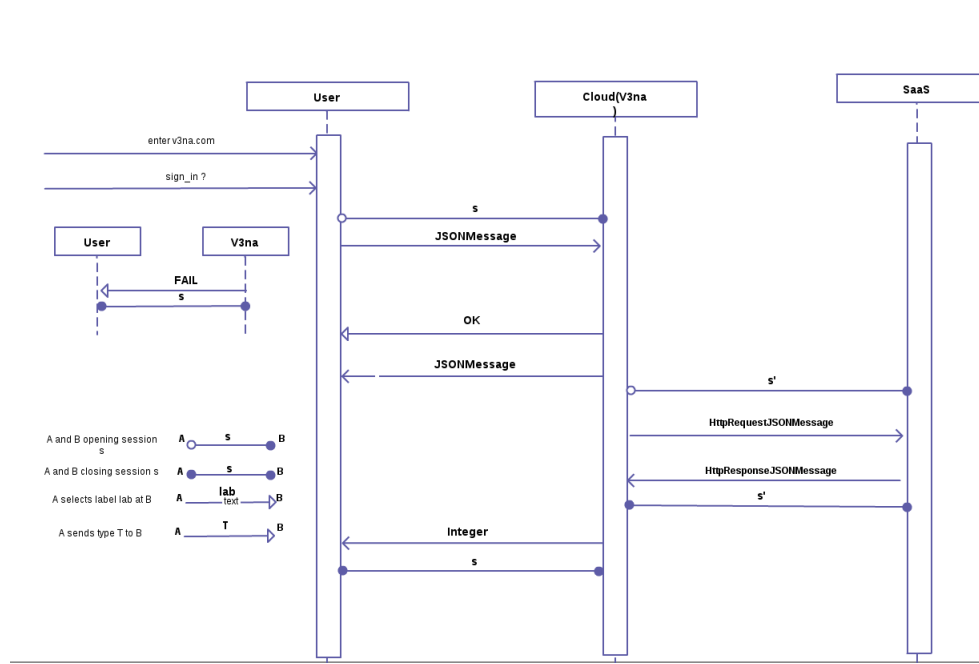 User
Cloud(V3na
)
SaaS
enter v3na.com
sign_in ?
s
JSONMessage
User
V3na
FAIL
s
OK
JSONMessage
s'
HttpRequestJSONMessage
HttpResponseJSONMessage
s'
Integer
s
A and B opening session
s
A
s
B
A and B closing session s
A
s
B
A selects label lab at B
A
lab
text
B
A sends type T to B
A
T
B